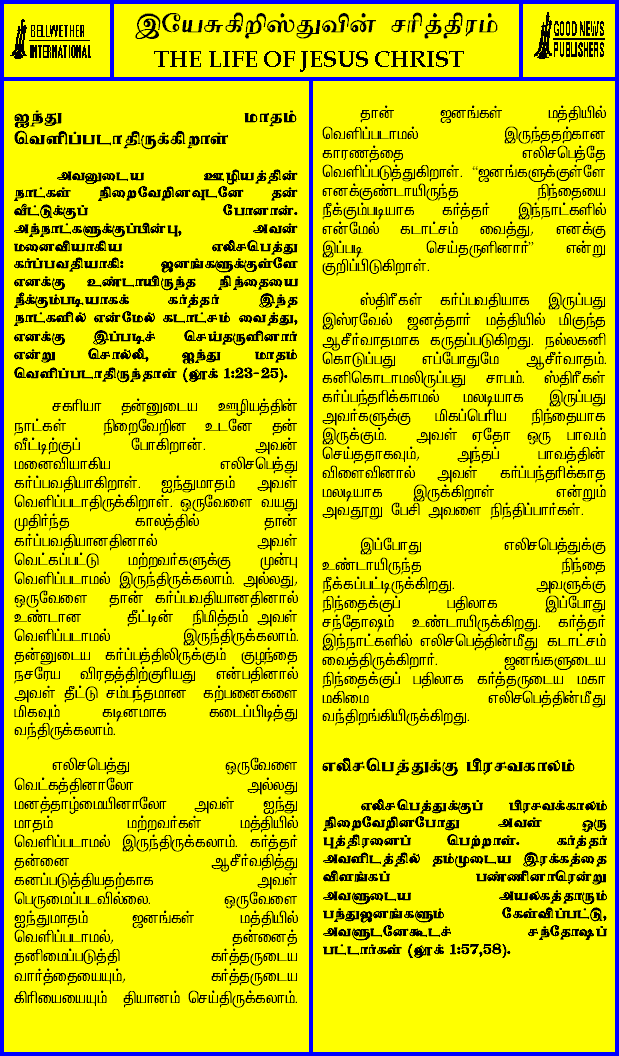 BELLWETHER
INTERNATIONAL
இயேசுகிறிஸ்துவின் சரித்திரம்
THE LIFE OF JESUS CHRIST
GOOD NEWS
PUBLISHERS
ஐந்து மாதம்
வெளிப்படாதிருக்கிறாள்
அவனுடைய ஊழியத்தின்
நாட்கள் நிறைவேறினவுடனே தன்
வீட்டுக்குப் போனான்.
அந்நாட்களுக்குப்பின்பு, அவன்
மனைவியாகிய எலிசபெத்து
கர்ப்பவதியாகி: ஜனங்களுக்குள்ளே
எனக்கு உண்டாயிருந்த நிந்தையை
நீக்கும்படியாகக் கர்த்தர் இந்த
நாட்களில் என்மேல் கடாட்சம் வைத்து,
எனக்கு இப்படிச் செய்தருளினார்
என்று சொல்லி, ஐந்து மாதம்
வெளிப்படாதிருந்தாள் (லூக் 1:23-25).
சகரியா தன்னுடைய ஊழியத்தின்
நாட்கள் நிறைவேறின உடனே தன்
வீட்டிற்குப் போகிறான். அவன்
மனைவியாகிய எலிசபெத்து
கர்ப்பவதியாகிறாள். ஐந்துமாதம் அவள்
வெளிப்படாதிருக்கிறாள். ஒருவேளை வயது
முதிர்ந்த காலத்தில் தான்
கர்ப்பவதியானதினால் அவள்
வெட்கப்பட்டு மற்றவர்களுக்கு முன்பு
வெளிப்படாமல் இருந்திருக்கலாம். அல்லது,
ஒருவேளை தான் கர்ப்பவதியானதினால்
உண்டான தீட்டின் நிமித்தம் அவள்
வெளிப்படாமல் இருந்திருக்கலாம்.
தன்னுடைய கர்ப்பத்திலிருக்கும் குழந்தை
நசரேய விரதத்திற்குரியது என்பதினால்
அவள் தீட்டு சம்பந்தமான கற்பனைகளை
மிகவும் கடினமாக கடைப்பிடித்து
வந்திருக்கலாம்.
எலிசபெத்து ஒருவேளை
வெட்கத்தினாலோ அல்லது
மனத்தாழ்மையினாலோ அவள் ஐந்து
மாதம் மற்றவர்கள் மத்தியில்
வெளிப்படாமல் இருந்திருக்கலாம். கர்த்தர்
தன்னை ஆசீர்வதித்து
கனப்படுத்தியதற்காக அவள்
பெருமைப்படவில்லை. ஒருவேளை
ஐந்துமாதம் ஜனங்கள் மத்தியில்
வெளிப்படாமல், தன்னைத்
தனிமைப்படுத்தி கர்த்தருடைய
வார்த்தையையும், கர்த்தருடைய
கிரியையையும் தியானம் செய்திருக்கலாம்.
தான் ஜனங்கள் மத்தியில்
வெளிப்படாமல் இருந்ததற்கான
காரணத்தை எலிசபெத்தே
வெளிப்படுத்துகிறாள். “ஜனங்களுக்குள்ளே
எனக்குண்டாயிருந்த நிந்தையை
நீக்கும்படியாக கர்த்தர் இந்நாட்களில்
என்மேல் கடாட்சம் வைத்து, எனக்கு
இப்படி செய்தருளினார்” என்று
குறிப்பிடுகிறாள்.
ஸ்திரீகள் கர்ப்பவதியாக இருப்பது
இஸ்ரவேல் ஜனத்தார் மத்தியில் மிகுந்த
ஆசீர்வாதமாக கருதப்படுகிறது. நல்லகனி
கொடுப்பது எப்போதுமே ஆசீர்வாதம்.
கனிகொடாமலிருப்பது சாபம். ஸ்திரீகள்
கர்ப்பந்தரிக்காமல் மலடியாக இருப்பது
அவர்களுக்கு மிகப்பெரிய நிந்தையாக
இருக்கும். அவள் ஏதோ ஒரு பாவம்
செய்ததாகவும், அந்தப் பாவத்தின்
விளைவினால் அவள் கர்ப்பந்தரிக்காத
மலடியாக இருக்கிறாள் என்றும்
அவதூறு பேசி அவளை நிந்திப்பார்கள்.
இப்போது எலிசபெத்துக்கு
உண்டாயிருந்த நிந்தை
நீக்கப்பட்டிருக்கிறது. அவளுக்கு
நிந்தைக்குப் பதிலாக இப்போது
சந்தோஷம் உண்டாயிருக்கிறது. கர்த்தர்
இந்நாட்களில் எலிசபெத்தின்மீது கடாட்சம்
வைத்திருக்கிறார். ஜனங்களுடைய
நிந்தைக்குப் பதிலாக கர்த்தருடைய மகா
மகிமை எலிசபெத்தின்மீது
வந்திறங்கியிருக்கிறது.
எலிசபெத்துக்கு பிரசவகாலம்
எலிசபெத்துக்குப் பிரசவக்காலம்
நிறைவேறினபோது அவள் ஒரு
புத்திரனைப் பெற்றாள். கர்த்தர்
அவளிடத்தில் தம்முடைய இரக்கத்தை
விளங்கப் பண்ணினாரென்று
அவளுடைய அயலகத்தாரும்
பந்துஜனங்களும் கேள்விப்பட்டு,
அவளுடனேகூடச் சந்தோஷப்
பட்டார்கள் (லூக் 1:57,58).